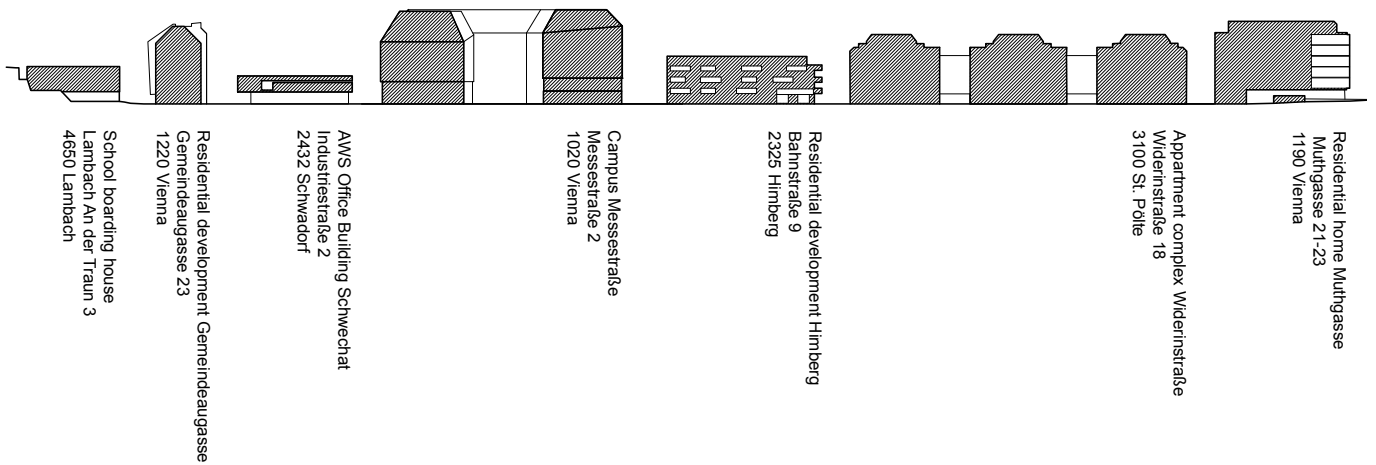 School boarding house
Lambach An der Traun 3
4650 Lambach
Residential development Gemeindeaugasse
Gemeindeaugasse 23
1220 Vienna
AWS Office Building Schwechat
Industriestraße 2
2432 Schwadorf
Campus Messestraße
Messestraße 2
1020 Vienna
Residential development Himberg
Bahnstraße 9
2325 Himberg
Appartment complex Widerinstraße
Widerinstraße 18
3100 St. Pölte
Residential home Muthgasse
Muthgasse 21-23
1190 Vienna